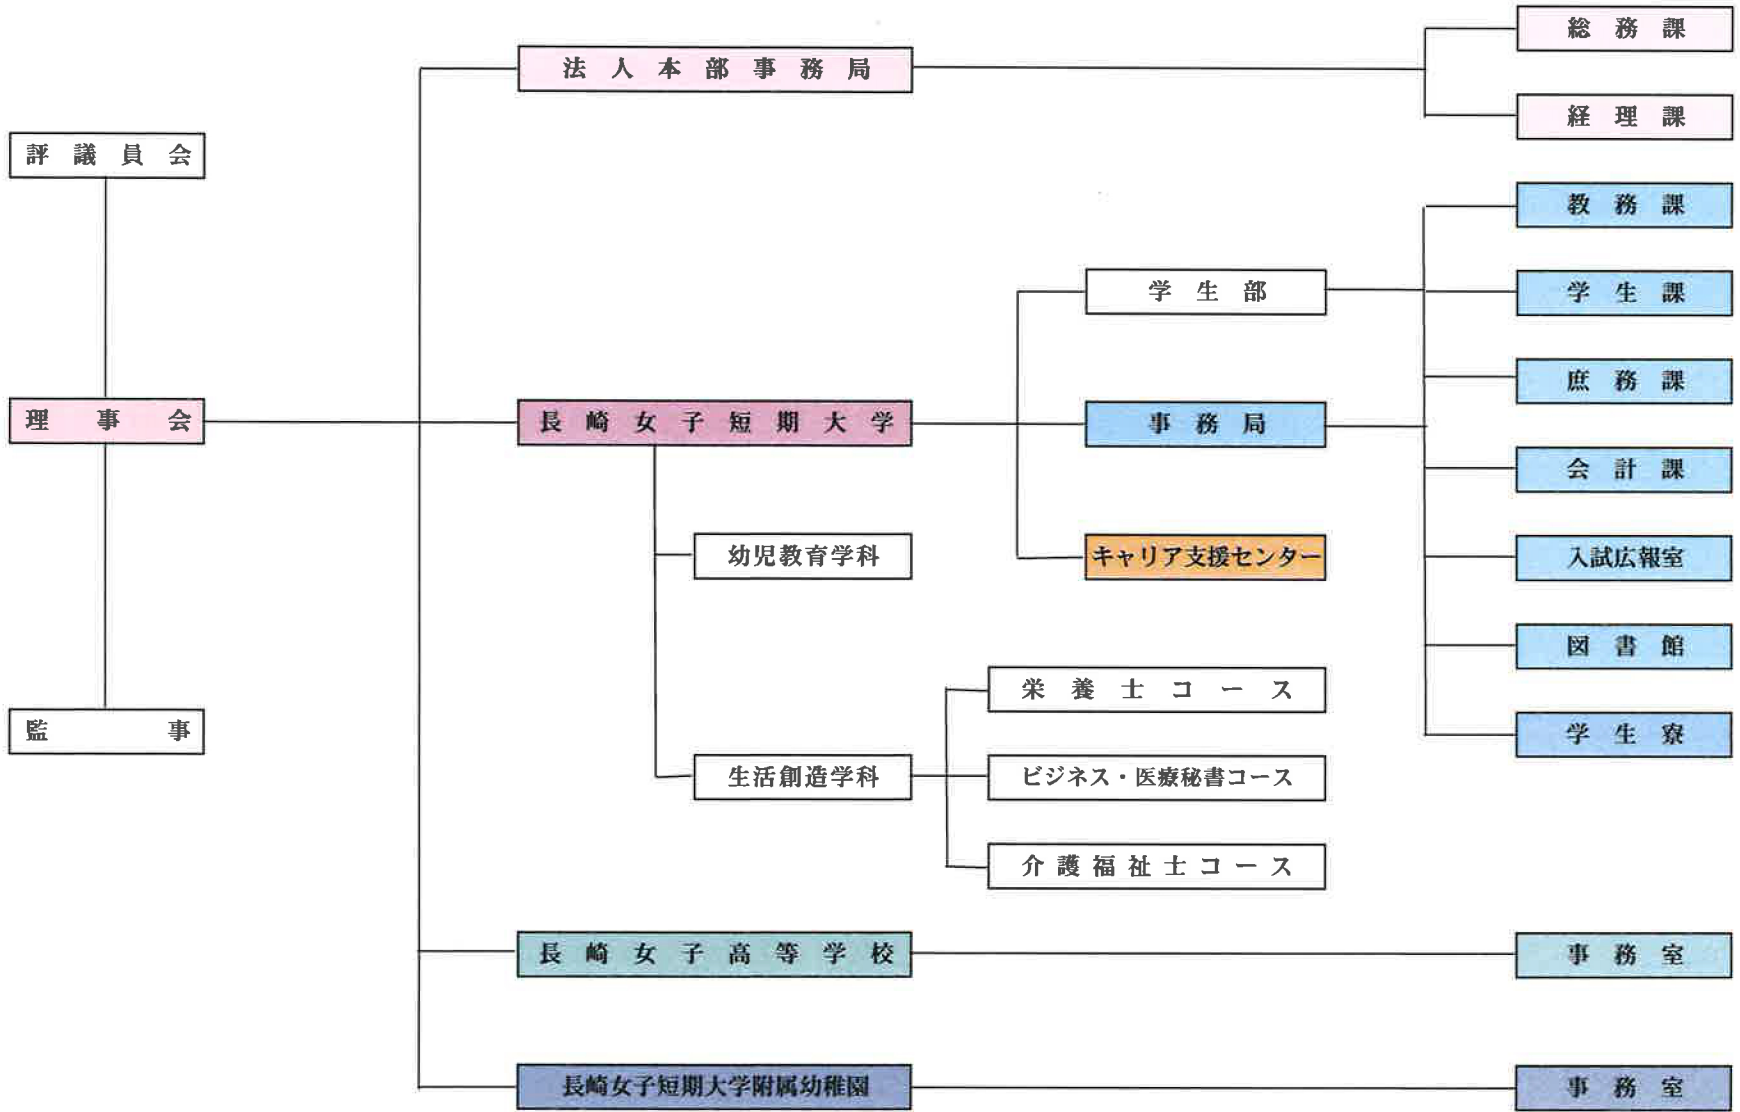 総務課
法人本部事務局
経理課
評議員会
教務課
学生部
学生課
庶務課
理事会
長崎女子短期大学
事務局
会計課
幼児教育学科
キャリア支援センター
入試広報室
図書館
栄養士コース
監事
学生寮
生活創造学科
ビジネス・医療秘書コース
介護福祉士コース
長崎女子高等学校
事務室
長崎女子短期大学附属幼稚園
事務室